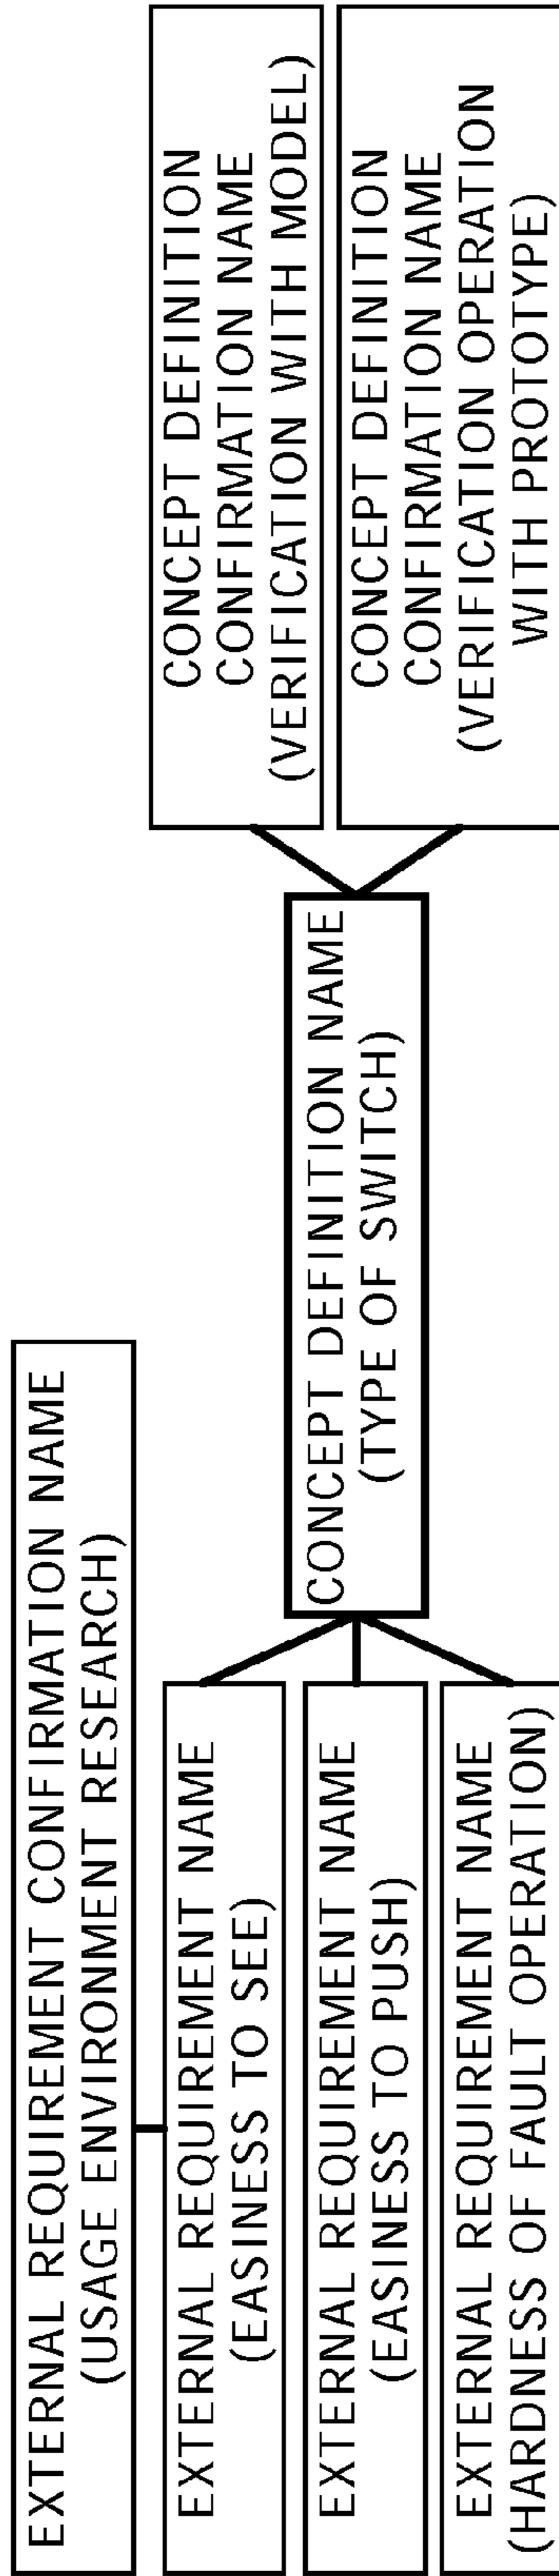 EXTERNAL REQUIREMENT CONFIRMATION NAME
(USAGE ENVIRONMENT RESEARCH)
EXTERNAL REQUIREMENT NAME
(EASINESS TO SEE)
EXTERNAL REQUIREMENT NAME
(EASINESS TO PUSH)
EXTERNAL REQUIREMENT NAME
(HARDNESS OF FAULT OPERATION)
CONCEPT DEFINITION NAME
(TYPE OF SWITCH)
CONCEPT DEFINITION
CONFIRMATION NAME
(VERIFICATION WITH MODEL)
CONCEPT DEFINITION
CONFIRMATION NAME
(VERIFICATION OPERATION
WITH PROTOTYPE)